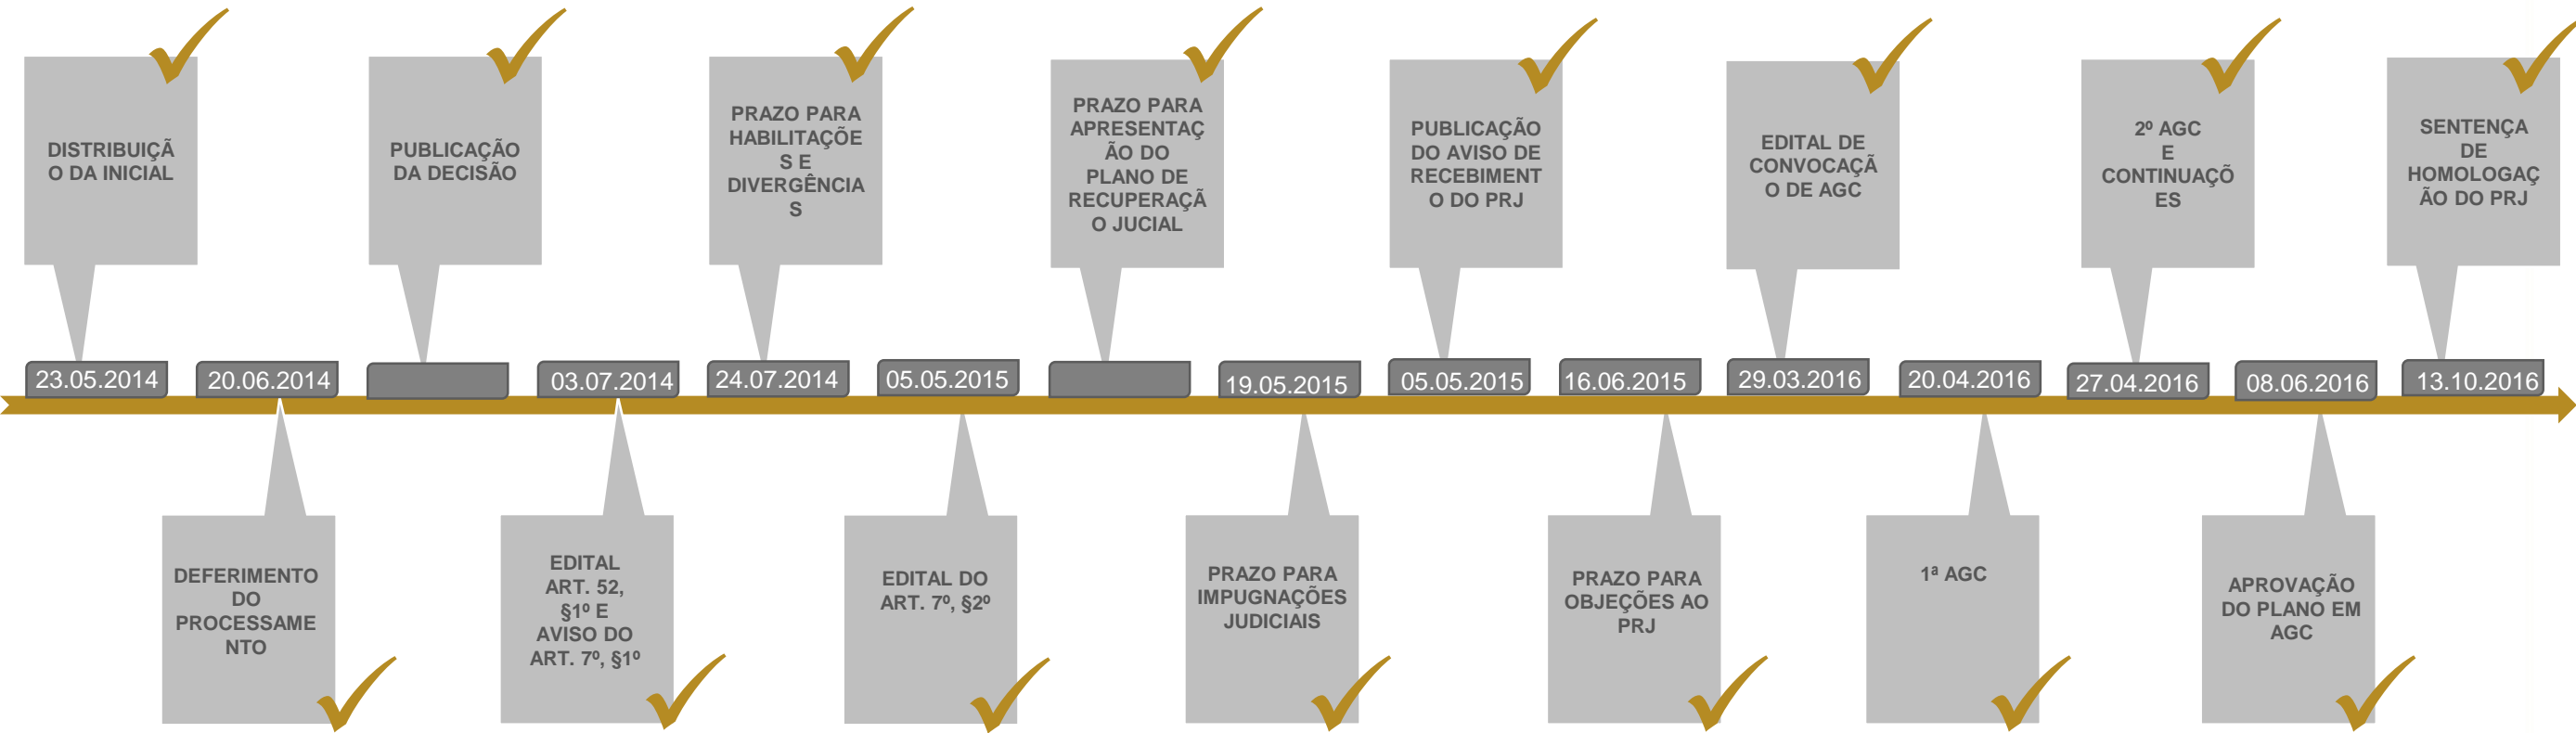 DISTRIBUIÇÃ
O DA INICIAL
PUBLICAÇÃO
DA DECISÃO
PRAZO PARA
HABILITAÇÕE
S E
DIVERGÊNCIA
S
PRAZO PARA
APRESENTAÇ
ÃO DO
PLANO DE
RECUPERAÇÃ
O JUCIAL
PUBLICAÇÃO
DO AVISO DE
RECEBIMENT
O DO PRJ
EDITAL DE
CONVOCAÇÃ
O DE AGC
2º AGC
E
CONTINUAÇÕ
ES
SENTENÇA
DE
HOMOLOGAÇ
ÃO DO PRJ
23.05.2014
20.06.2014
03.07.2014
24.07.2014
05.05.2015
19.05.2015
05.05.2015
16.06.2015
29.03.2016
20.04.2016
27.04.2016
08.06.2016
13.10.2016
DEFERIMENTO
DO
PROCESSAME
NTO
EDITAL
ART. 52,
§1º E
AVISO DO
ART. 7º, §1º
EDITAL DO
ART. 7º, §2º
PRAZO PARA
IMPUGNAÇÕES
JUDICIAIS
PRAZO PARA
OBJEÇÕES AO
PRJ
1ª AGC
APROVAÇÃO
DO PLANO EM
AGC